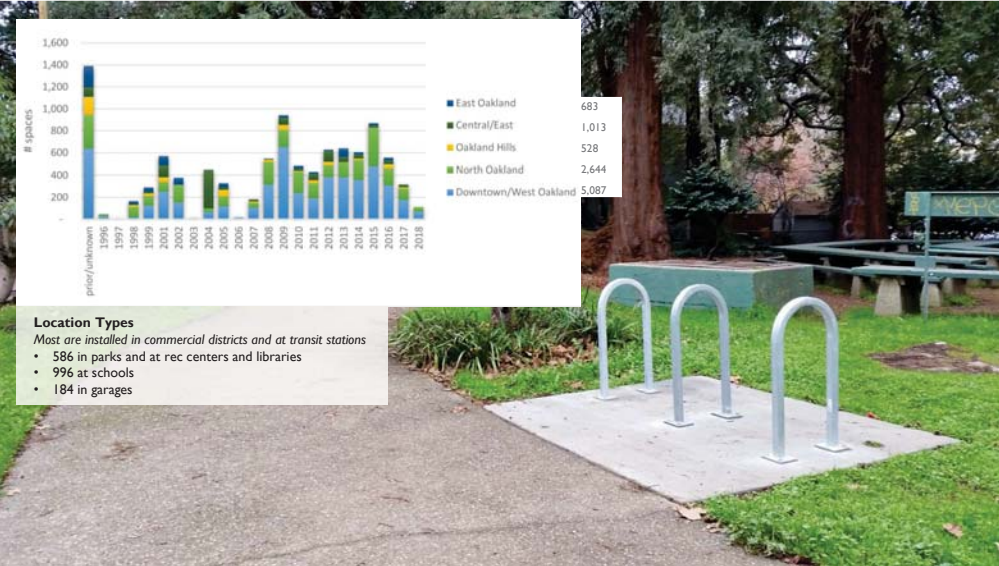 1,600
1,400
1,200
1,000
800
600
400
200
-
# spaces
prior/unknown
1996
1997
1998
1999
2001
2002
2003
2004
2005
2006
2007
2008
2009
2010
2011
2012
2013
2014
2015
2016
2017
2018
East Oakland 683
Central/East 1,013
Oakland Hills 528
North Oakland 2,644
Downtown/West Oakland 5,087
Location Types
Most are installed in commercial districts and at transit stations
• 586 in parks and at rec centers and libraries
• 996 at schools
• 184 in garages